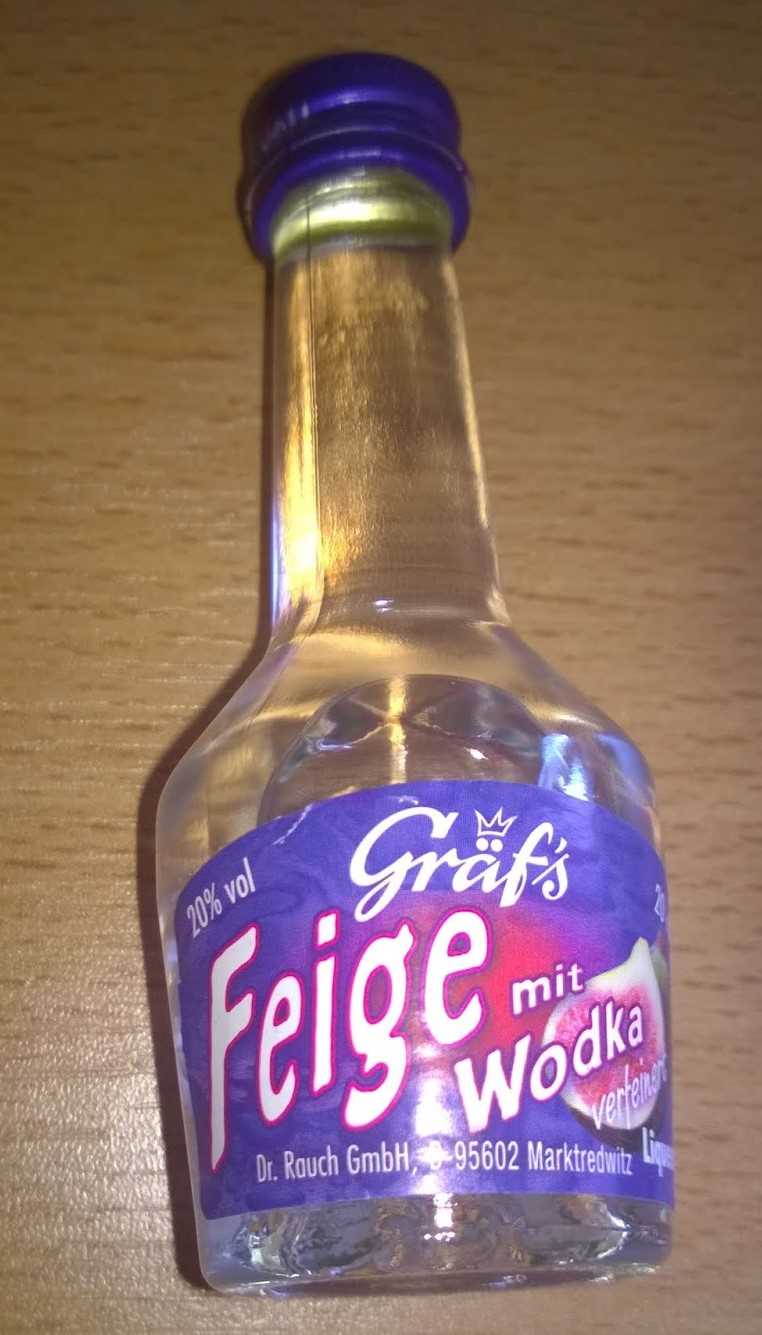 Gräf's
20% vol
Feige
mit
Wodka
Dr. Rauch GmbH, D-95602 Marktredwitz